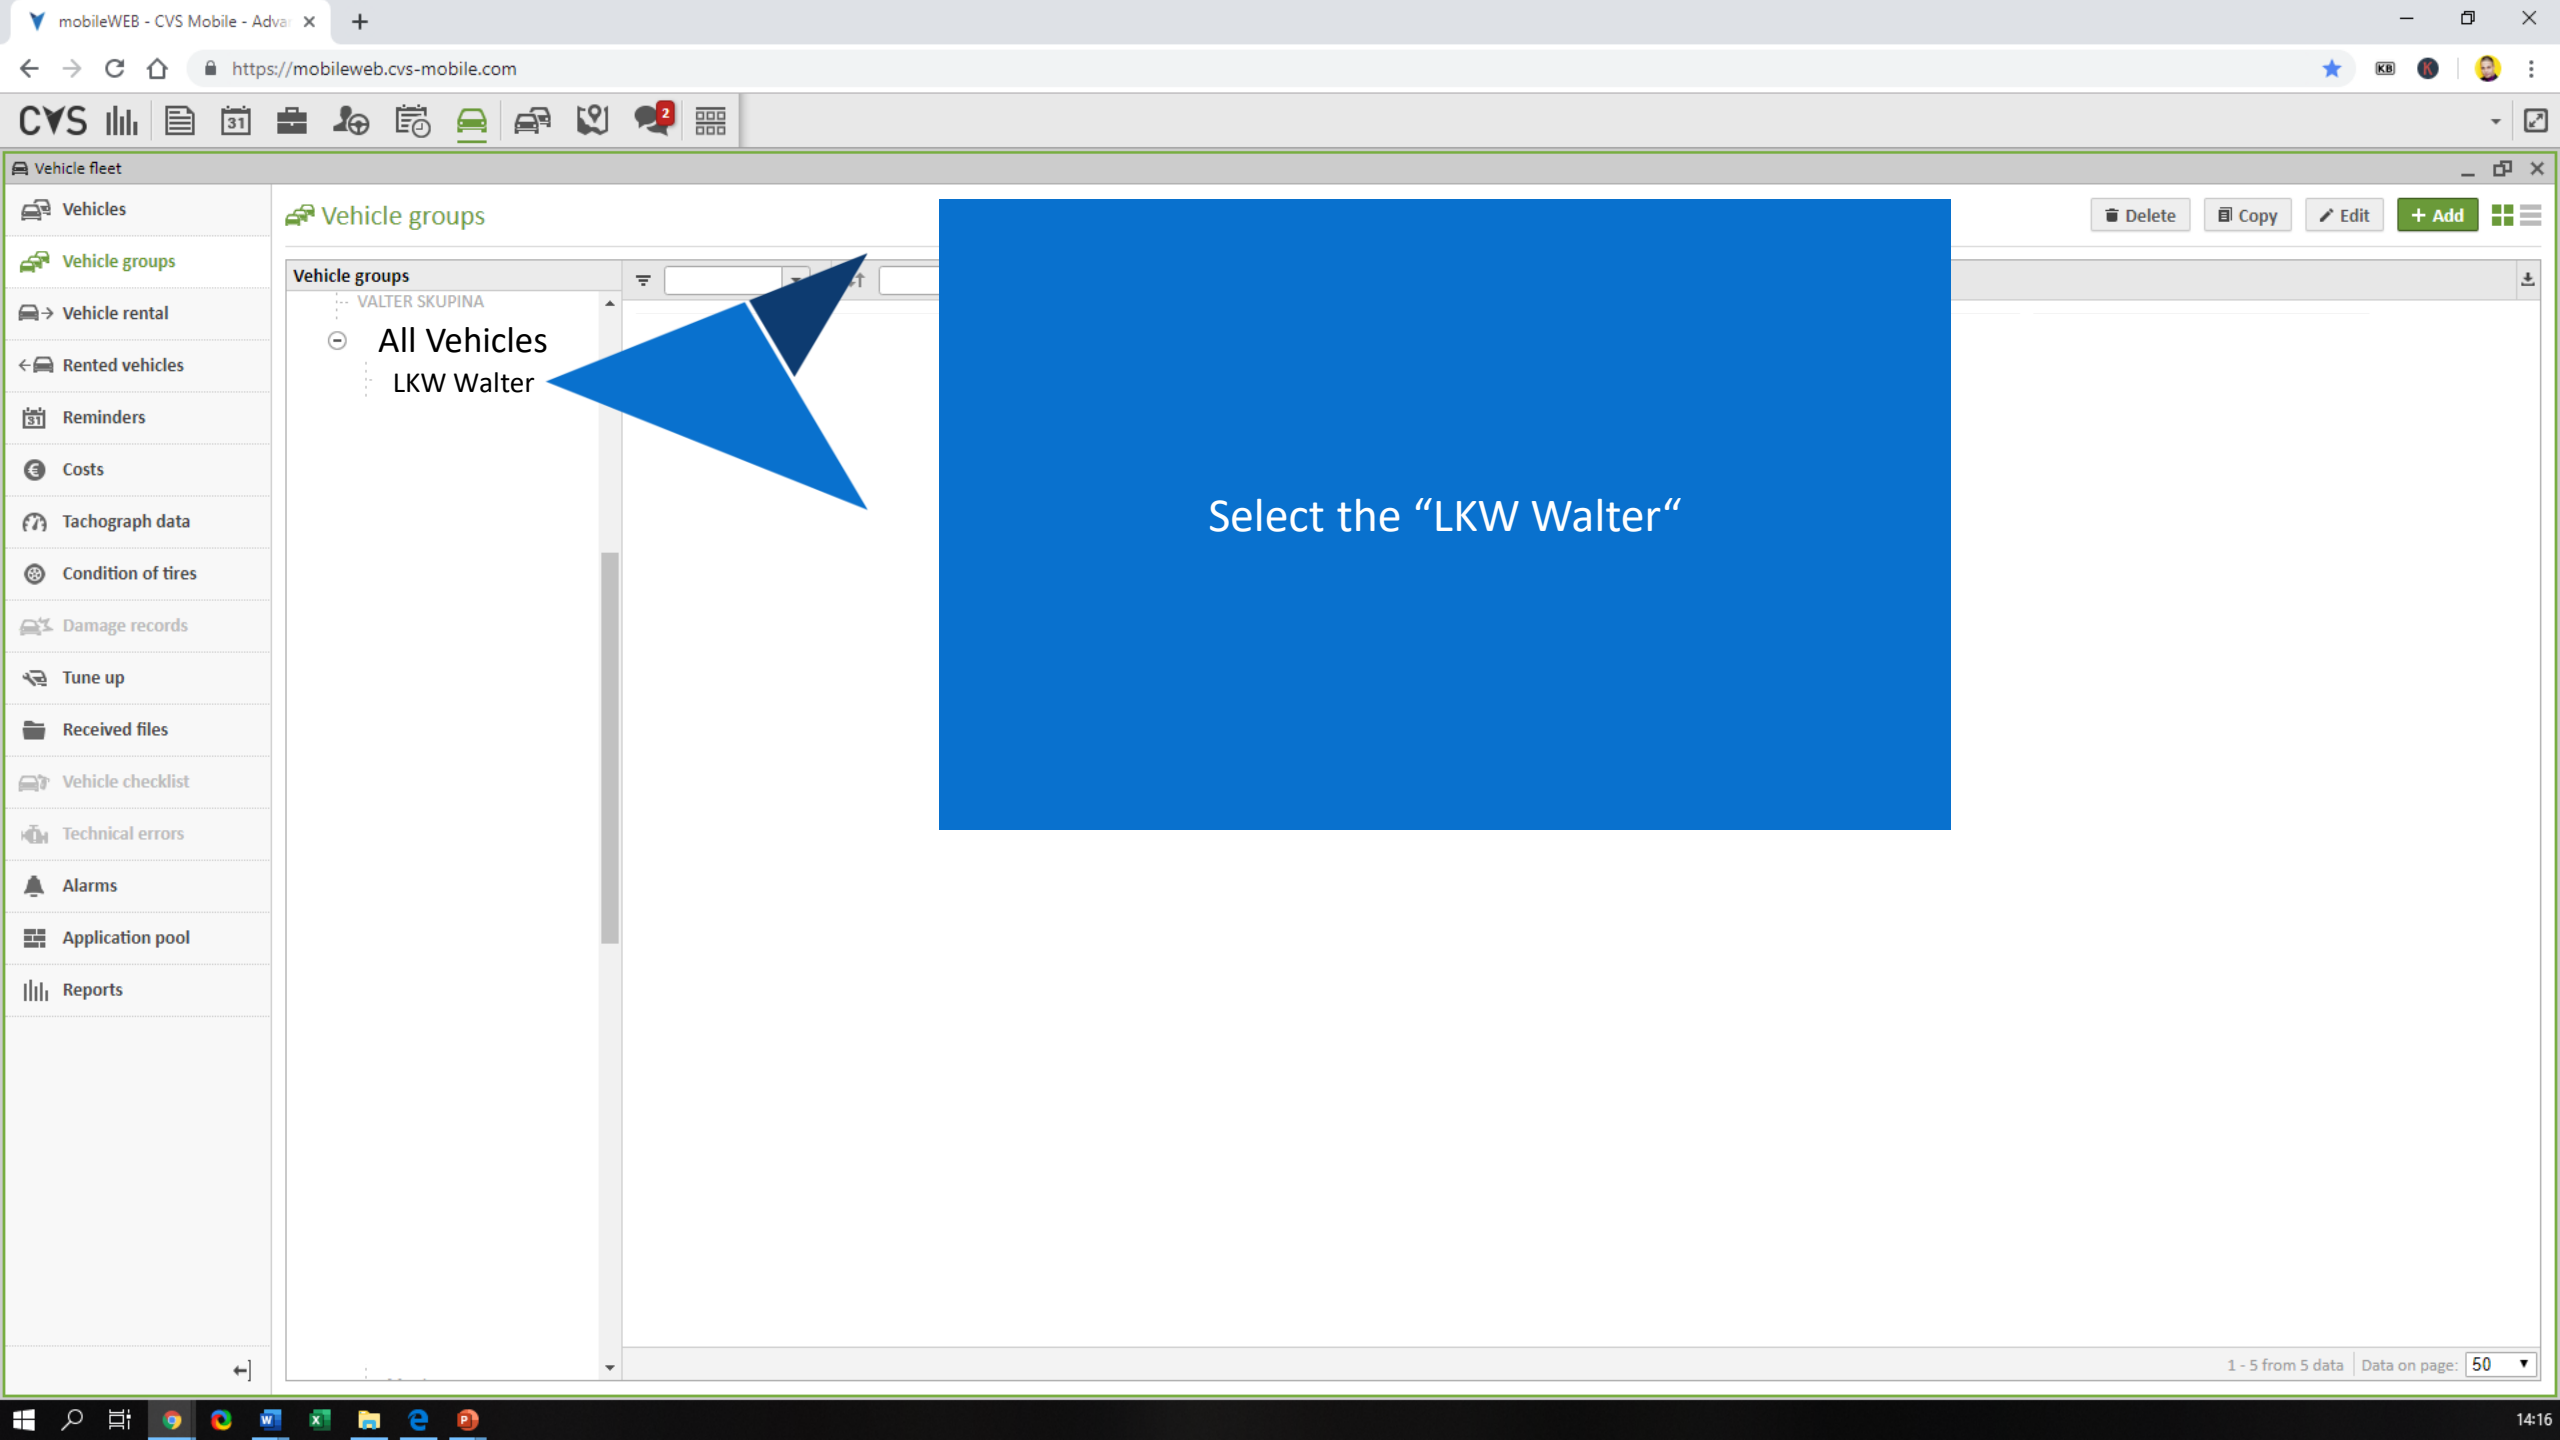 mobileWEB - CVS Mobile - Adva
https://mobileweb.cvs-mobile.com
CVS
31
2
Vehicle fleet
Vehicles
Vehicle groups
Vehicle rental
Rented vehicles
31
Reminders
Costs
Tachograph data
Condition of tires
Damage records
Tune up
Received files
Vehicle checklist
Technical errors
Alarms
Application pool
Reports
Vehicle groups
Delete
Copy
Edit
+ Add
Vehicle groups
VALTER SKUPINA
All Vehicles
LKW Walter
Select the “LKW Walter“
1 - 5 from 5 data
Data on page: 50
14:16